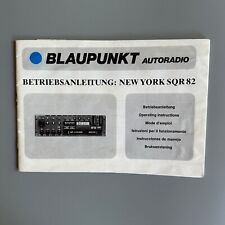 BLAUPUNKT AUTORADIO
BETRIEBSANLEITUNG: NEW YORK SQR 82
Betriebsanleitung
Operating instructions
Mode d'emploi
Istruzioni per il funzionamento
Instrucciones de manejo
Bruksanvisning